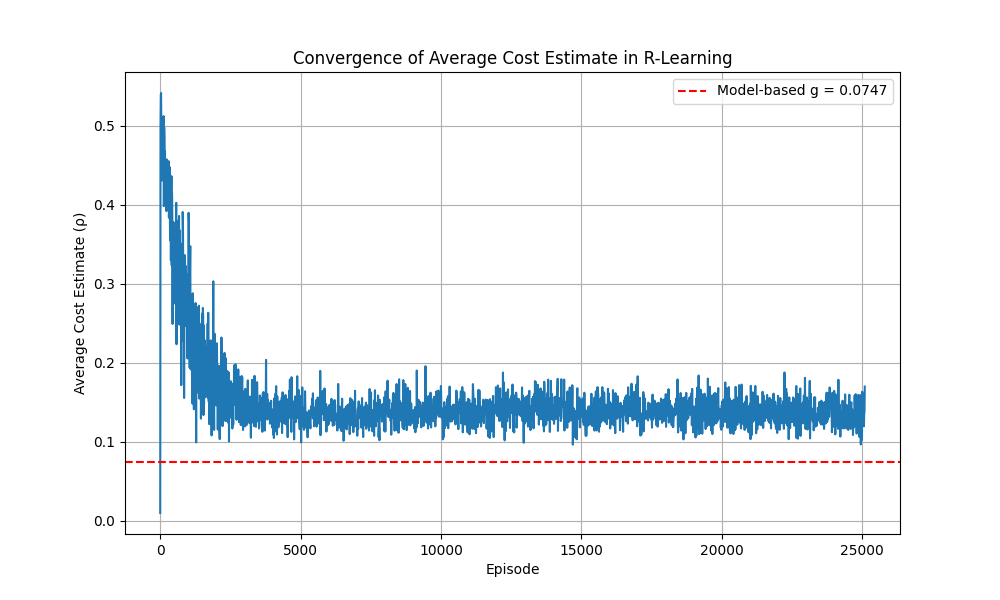 Convergence of Average Cost Estimate in R-Learning
Model-based g = 0.0747
Average Cost Estimate (ρ)
0.5
0.4
0.3
0.2
0.1
0.0
0 5000 10000 15000 20000 25000
Episode